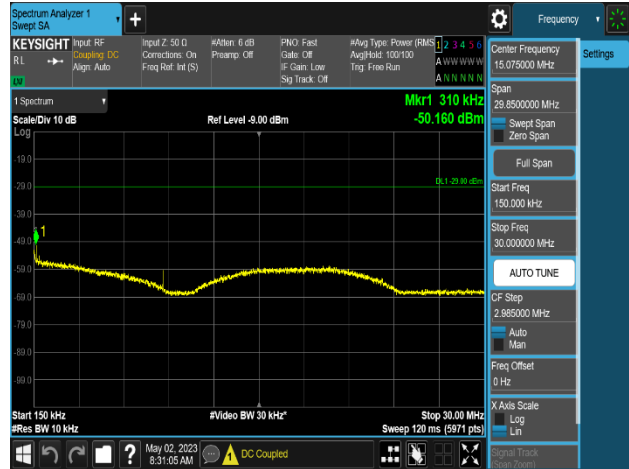 Spectrum Analyzer 1
Swept SA
Frequency
KEYSIGHT
RL
Input: RF
Coupling: DC
Align: Auto
Input Z: 50 Ω
Corrections: On
Freq Ref: Int (S)
#Atten: 6 dB
Preamp: Off
PNO: Fast
Gate: Off
IF Gain: Low
Sig Track: Off
#Avg Type: Power (RMS)
Avg|Hold: 100/100
Trig: Free Run
1 2 3 4 5 6
A W W W W W
A N N N N N
1 Spectrum
Scale/Div 10 dB
Ref Level -9.00 dBm
Mkr1 310 kHz
-50.160 dBm
Log
-19.0
-29.0
-39.0
-49.0
-59.0
-69.0
-79.0
-89.0
-99.0
DL1 -29.00 dBm
1
Start 150 kHz
#Res BW 10 kHz
#Video BW 30 kHz*
Stop 30.00 MHz
Sweep 120 ms (5971 pts)
Center Frequency
15.075000 MHz
Span
29.8500000 MHz
Swept Span
Zero Span
Full Span
Start Freq
150.000 kHz
Stop Freq
30.000000 MHz
AUTO TUNE
CF Step
2.985000 MHz
Auto
Man
Freq Offset
0 Hz
X Axis Scale
Log
Lin
Signal Track
(Span Zoom)
Settings
?
May 02, 2023
8:31:05 AM
DC Coupled